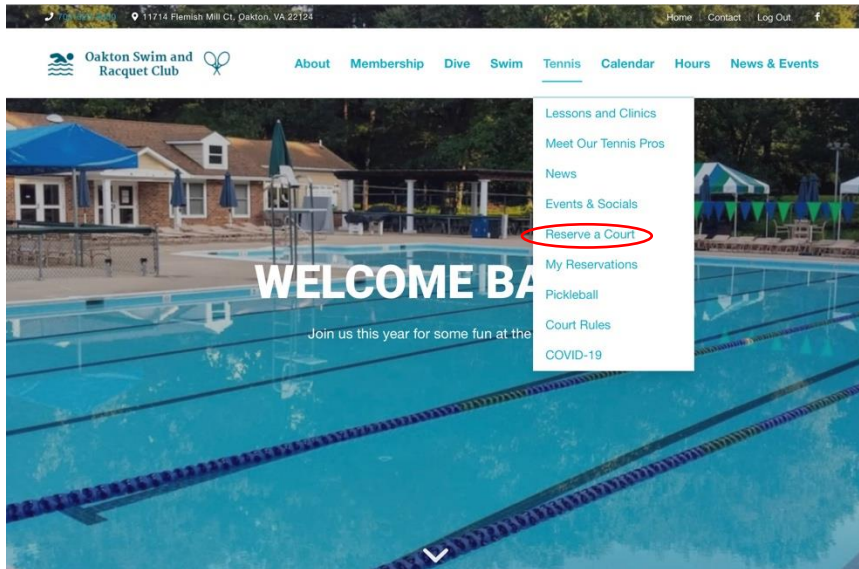 11714 Flemish Mill Ct, Oakton, VA 22124
Home Contact Log Out f
Oakton Swim and
Racquet Club
About Membership Dive Swim Tennis Calendar Hours News & Events
Lessons and Clinics
Meet Our Tennis Pros
News
Events & Socials
Reserve a Court
My Reservations
Pickleball
Court Rules
COVID-19
WELCOME BA
Join us this year for some fun at the